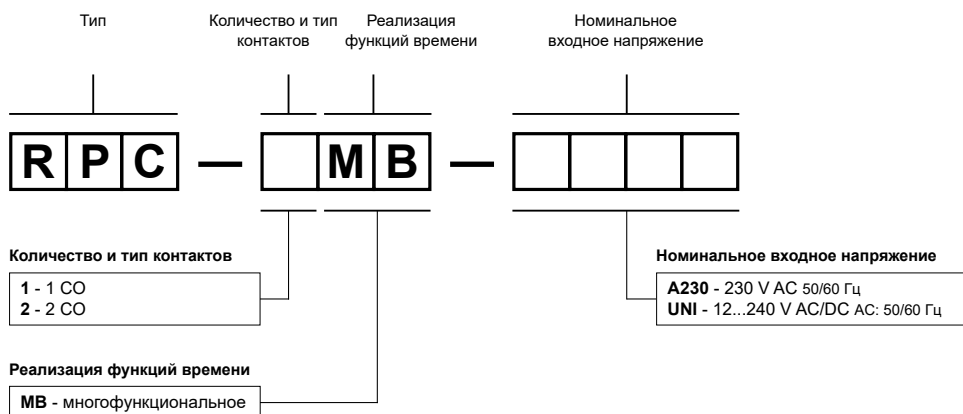 Тип
Количество и тип
контактов
Реализация
функций времени
Номинальное
входное напряжение
RPC — MB —
Количество и тип контактов
1 - 1 CO
2 - 2 CO
Номинальное входное напряжение
A230 - 230 V AC 50/60 Гц
UNI - 12...240 V AC/DC AC: 50/60 Гц
Реализация функций времени
MB - многофункциональное